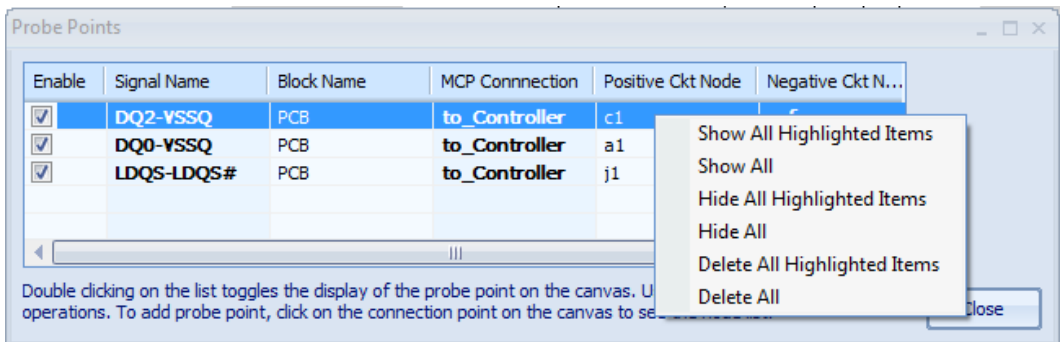 Probe Points
Enable Signal Name Block Name MCP Connnection Positive Ckt Node Negative Ckt N...
DQ2-VSSQ PCB to_Controller c1
DQ0-VSSQ PCB to_Controller a1
LDQS-LDQS# PCB to_Controller j1
Show All Highlighted Items
Show All
Hide All Highlighted Items
Hide All
Delete All Highlighted Items
Delete All
Double clicking on the list toggles the display of the probe point on the canvas. U
operations. To add probe point, click on the connection point on the canvas to see the node list.
Close